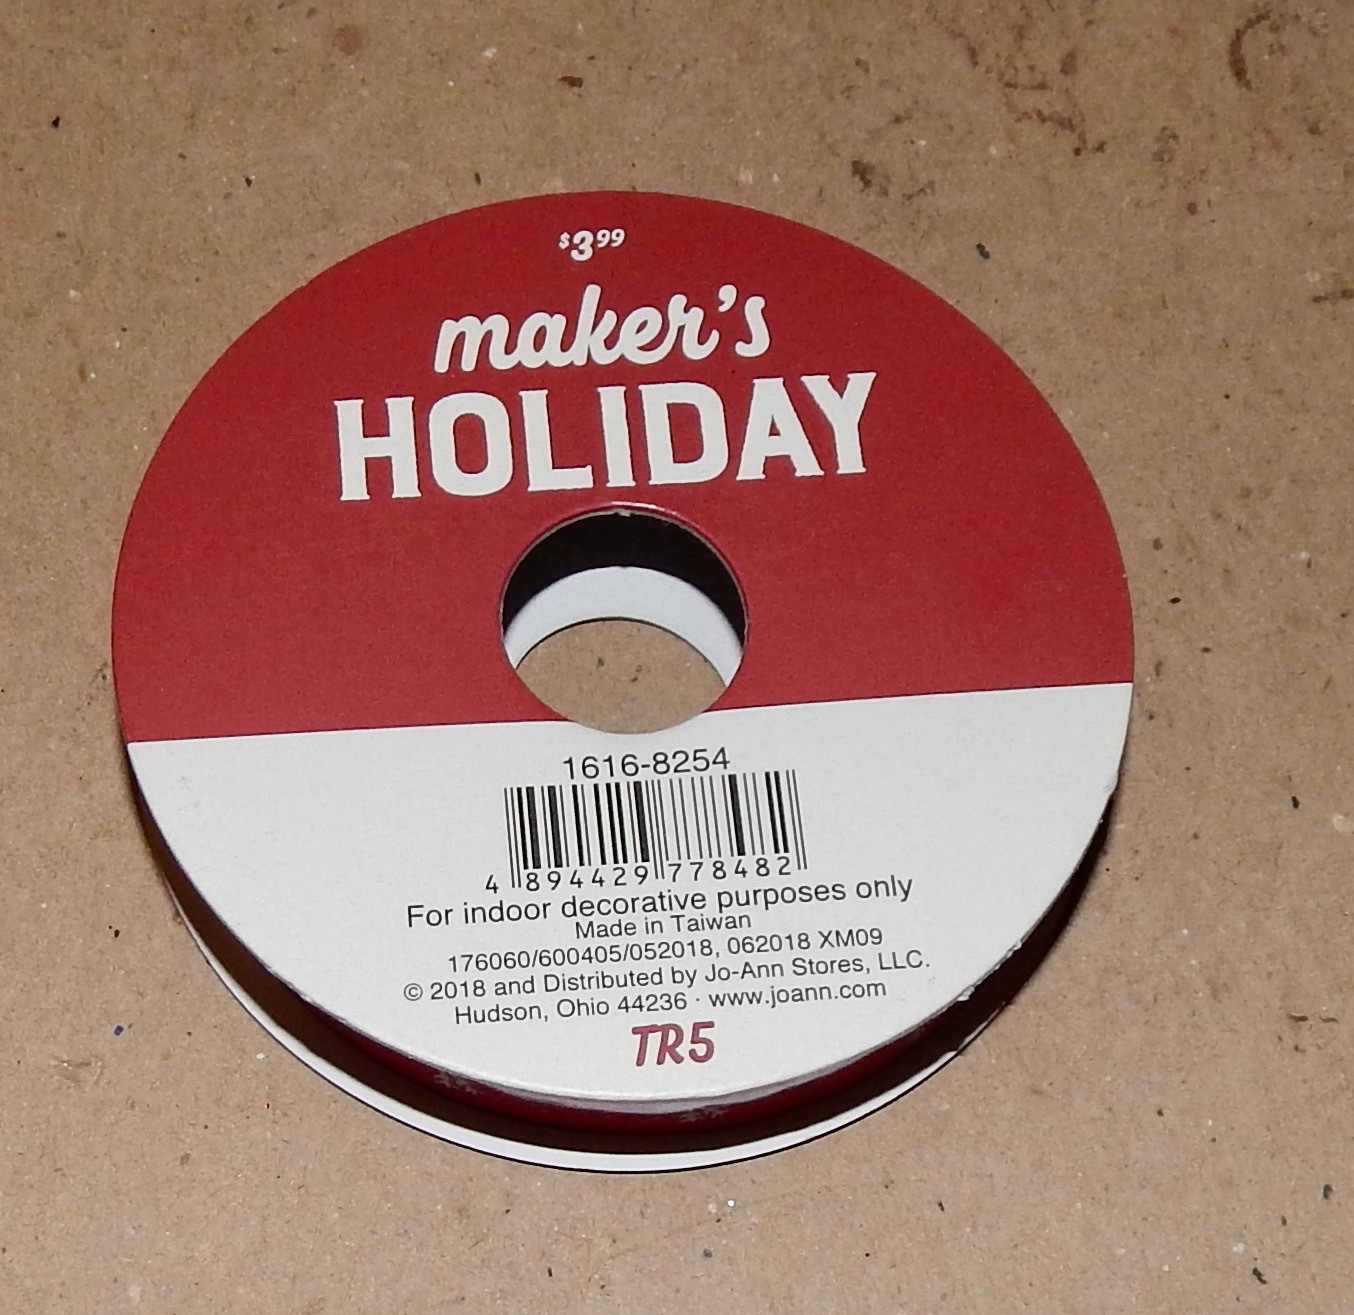 $3.99
maker's
HOLIDAY
1616-8254
4 894429 778482
For indoor decorative purposes only
Made in Taiwan
176060/600405/052018, 062018 XM09
© 2018 and Distributed by Jo-Ann Stores, LLC.
Hudson, Ohio 44236 · www.joann.com
TR5